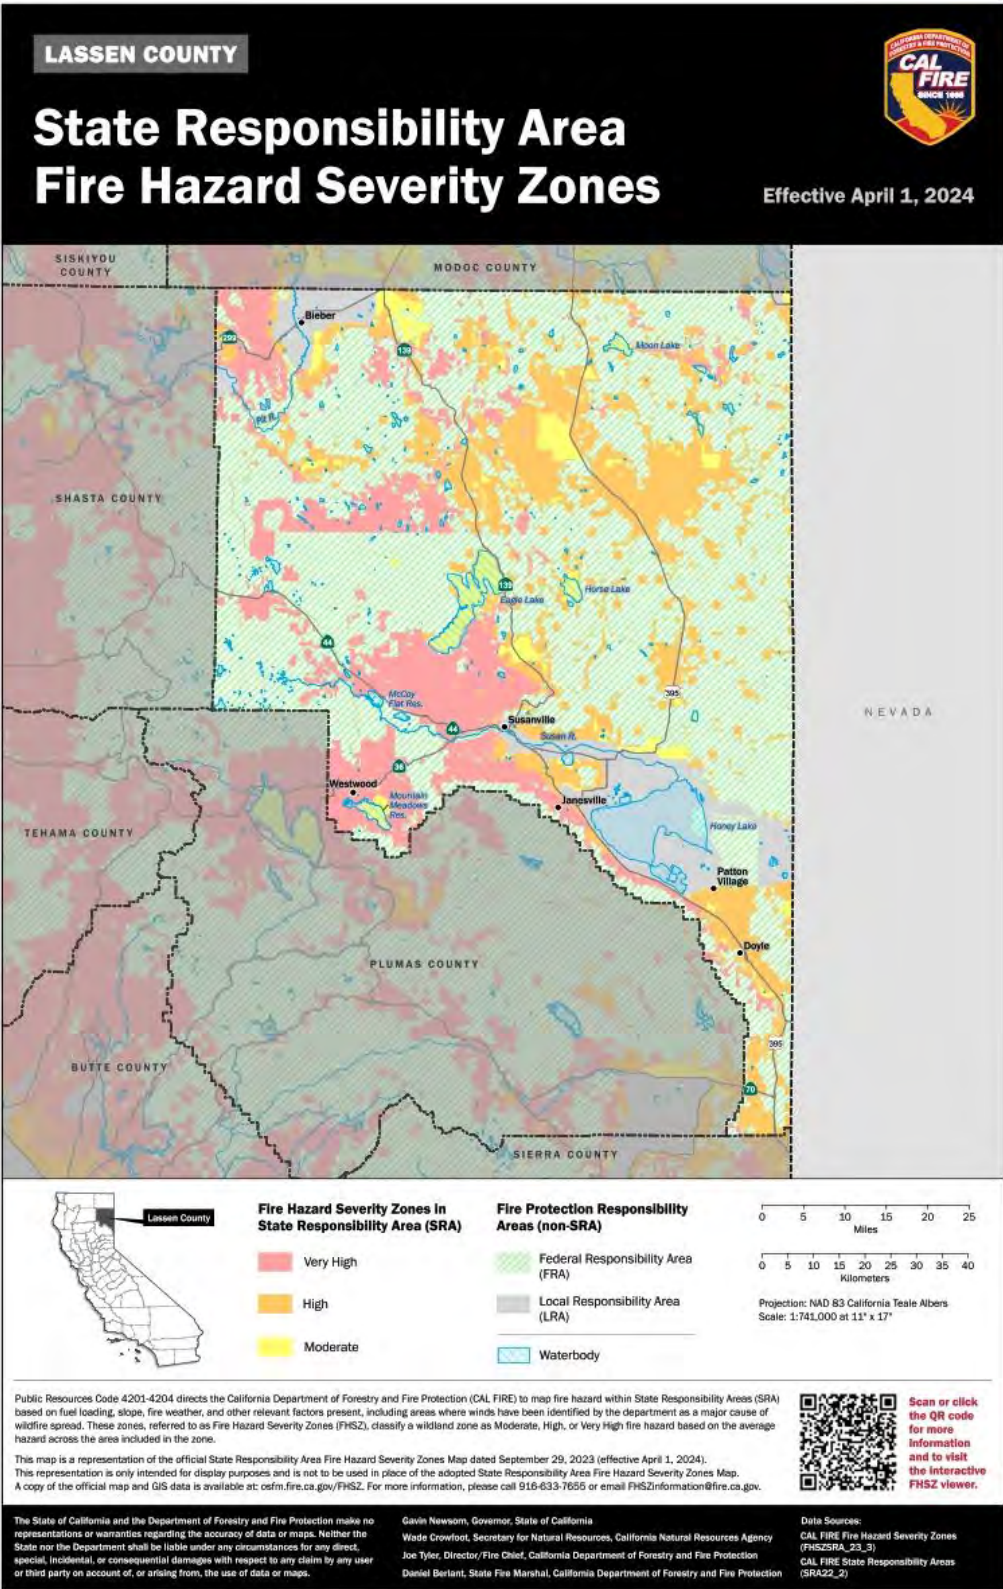 LASSEN COUNTY
State Responsibility Area
Fire Hazard Severity Zones
CALIFORNIA DEPARTMENT OF
FORESTRY & FIRE PROTECTION
CAL
FIRE
SINCE 1885
Effective April 1, 2024
SISKIYOU
COUNTY
MODOC COUNTY
Bieber
299
139
Moon Lake
Pit R.
SHASTA COUNTY
139
Eagle Lake
Horse Lake
44
395
McCoy
Flat Res.
NEVADA
44
Susanville
Susan R.
36
Westwood
Mountain
Meadows
Res.
Janesville
Honey Lake
TEHAMA COUNTY
Patton
Village
Doyle
PLUMAS COUNTY
395
BUTTE COUNTY
70
SIERRA COUNTY
Lassen County
Fire Hazard Severity Zones in
State Responsibility Area (SRA)
Very High
High
Moderate
Fire Protection Responsibility
Areas (non-SRA)
Federal Responsibility Area
(FRA)
Local Responsibility Area
(LRA)
Waterbody
0 5 10 15 20 25
Miles
0 5 10 15 20 25 30 35 40
Kilometers
Projection: NAD 83 California Teale Albers
Scale: 1:741,000 at 11" x 17"
Public Resources Code 4201-4204 directs the California Department of Forestry and Fire Protection (CAL FIRE) to map fire hazard within State Responsibility Areas (SRA)
based on fuel loading, slope, fire weather, and other relevant factors present, including areas where winds have been identified by the department as a major cause of
wildfire spread. These zones, referred to as Fire Hazard Severity Zones (FHSZ), classify a wildland zone as Moderate, High, or Very High fire hazard based on the average
hazard across the area included in the zone.
This map is a representation of the official State Responsibility Area Fire Hazard Severity Zones Map dated September 29, 2023 (effective April 1, 2024).
This representation is only intended for display purposes and is not to be used in place of the adopted State Responsibility Area Fire Hazard Severity Zones Map.
A copy of the official map and GIS data is available at: osfm.fire.ca.gov/FHSZ. For more information, please call 916-633-7655 or email FHSZinformation@fire.ca.gov.
Scan or click
the QR code
for more
information
and to visit
the interactive
FHSZ viewer.
The State of California and the Department of Forestry and Fire Protection make no
representations or warranties regarding the accuracy of data or maps. Neither the
State nor the Department shall be liable under any circumstances for any direct,
special, incidental, or consequential damages with respect to any claim by any user
or third party on account of, or arising from, the use of data or maps.
Gavin Newsom, Governor, State of California
Wade Crowfoot, Secretary for Natural Resources, California Natural Resources Agency
Joe Tyler, Director/Fire Chief, California Department of Forestry and Fire Protection
Daniel Berlant, State Fire Marshal, California Department of Forestry and Fire Protection
Data Sources:
CAL FIRE Fire Hazard Severity Zones
(FHSZSRA_23_3)
CAL FIRE State Responsibility Areas
(SRA22_2)